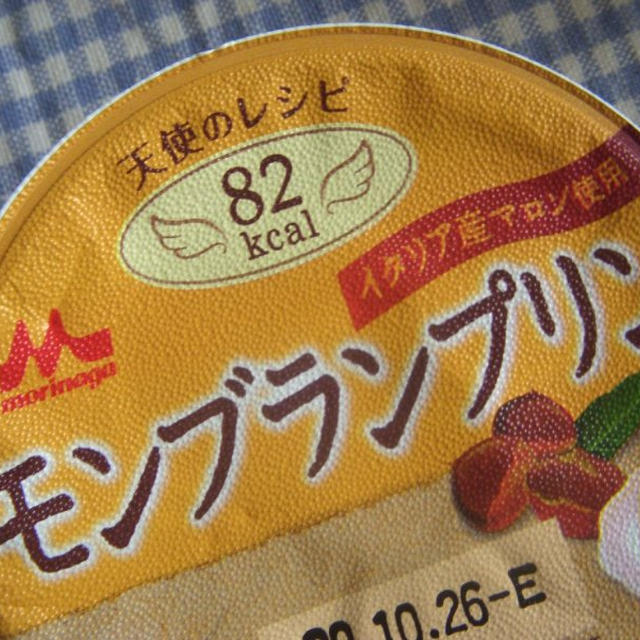 天使のレシピ
82
kcal
イタリア産マロン使用
morinaga
モンブランプリン
10.26-E